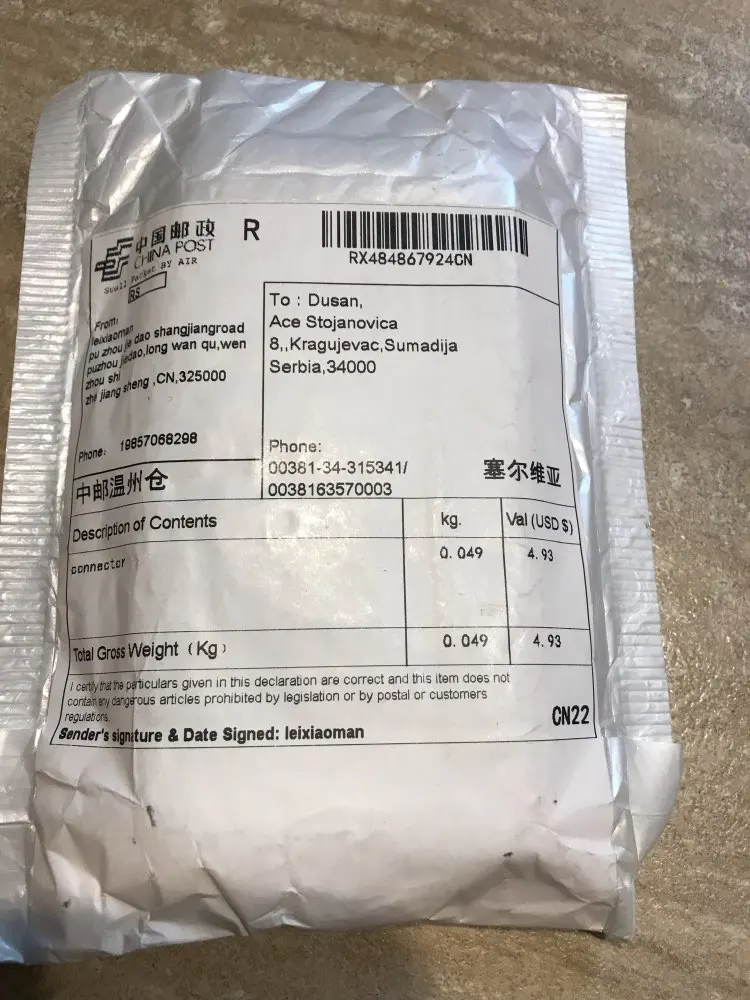 中国邮政
CHINA POST
Small Packet BY AIR
RS
R
RX484867924CN
From:
leixiaoman
pu zhou jie dao shangjiangroad
puzhou jiedao,long wan qu,wen
zhou shi
zhe jiang sheng ,CN,325000
Phone: 19857068298
中邮温州仓
To : Dusan,
Ace Stojanovica
8,,Kragujevac,Sumadija
Serbia,34000
Phone:
00381-34-315341/
0038163570003
塞尔维亚
Description of Contents kg. Val (USD $)
connector 0.049 4.93
Total Gross Weight (Kg) 0.049 4.93
I certify that the particulars given in this declaration are correct and this item does not
contain any dangerous articles prohibited by legislation or by postal or customers
regulations.
Sender's signature & Date Signed: leixiaoman
CN22